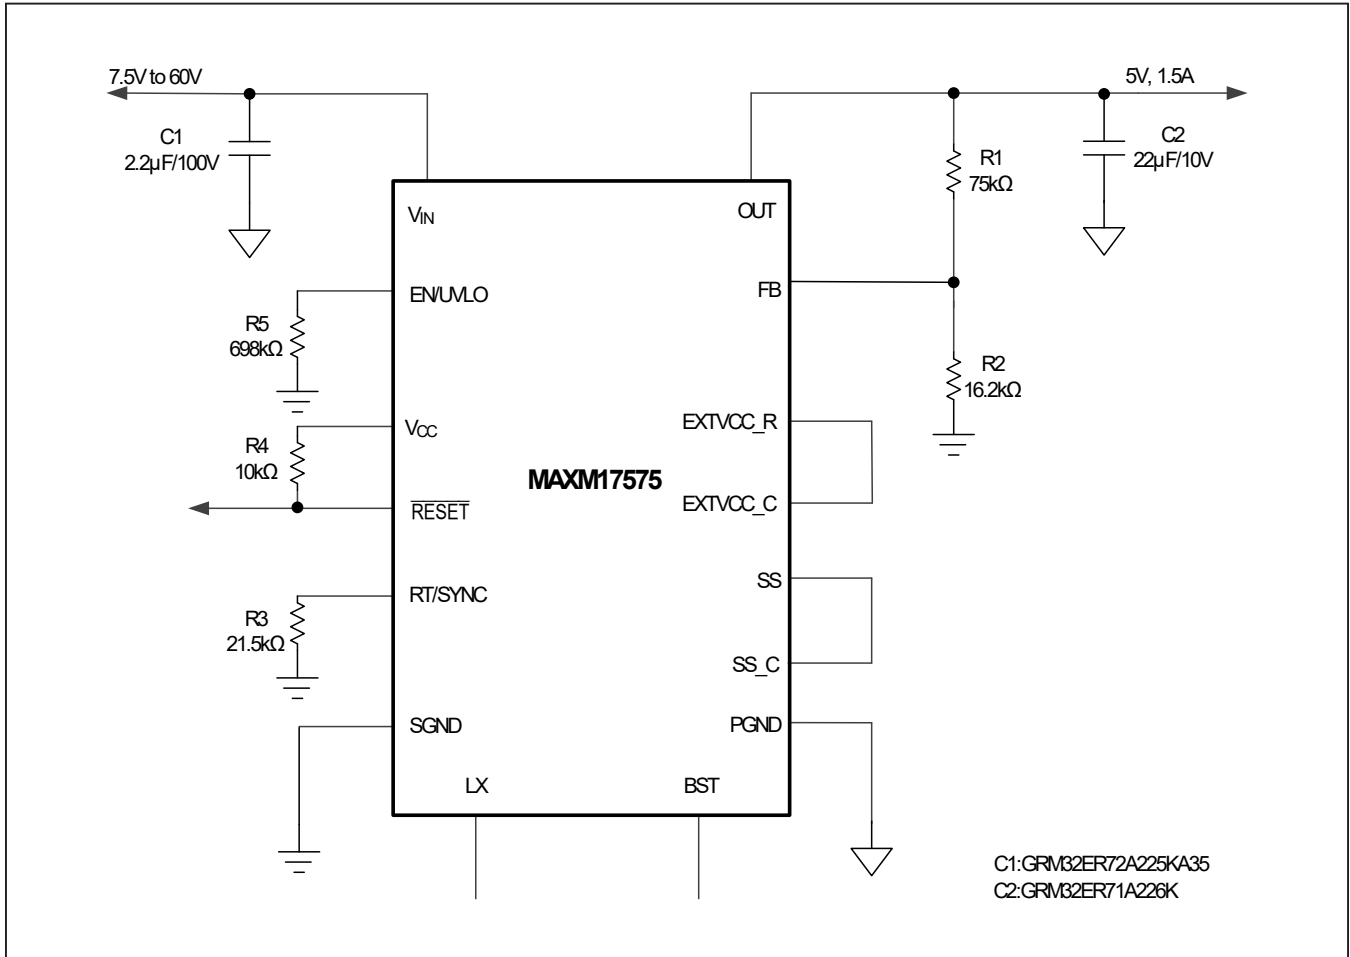 7.5V to 60V
5V, 1.5A
C1
2.2µF/100V
C2
22µF/10V
R1
75kΩ
VIN
OUT
EN/UVLO
FB
R5
698kΩ
R2
16.2kΩ
VCC
EXTVCC_R
R4
10kΩ
MAXM17575
RESET
EXTVCC_C
RT/SYNC
SS
R3
21.5kΩ
SS_C
SGND
PGND
LX
BST
C1:GRM32ER72A225KA35
C2:GRM32ER71A226K